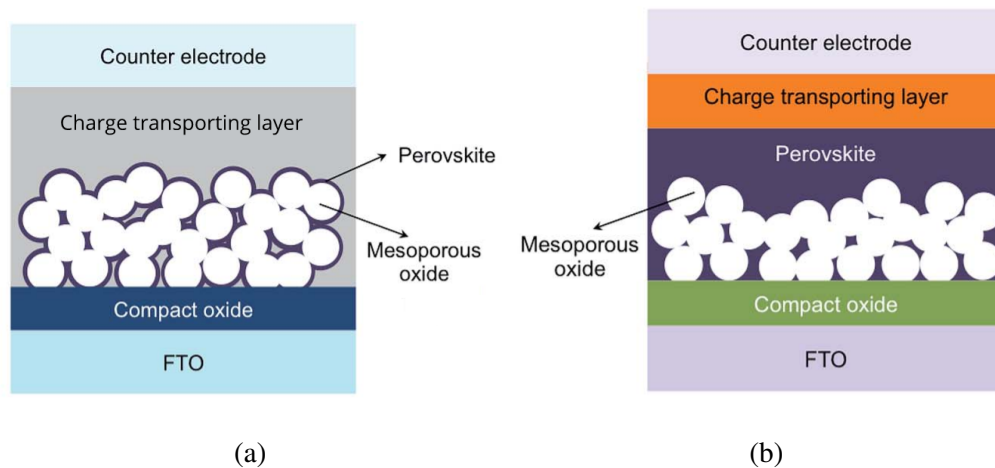 Counter electrode
Charge transporting layer
Perovskite
Mesoporous
oxide
Compact oxide
FTO
(a)
Counter electrode
Charge transporting layer
Perovskite
Mesoporous
oxide
Compact oxide
FTO
(b)